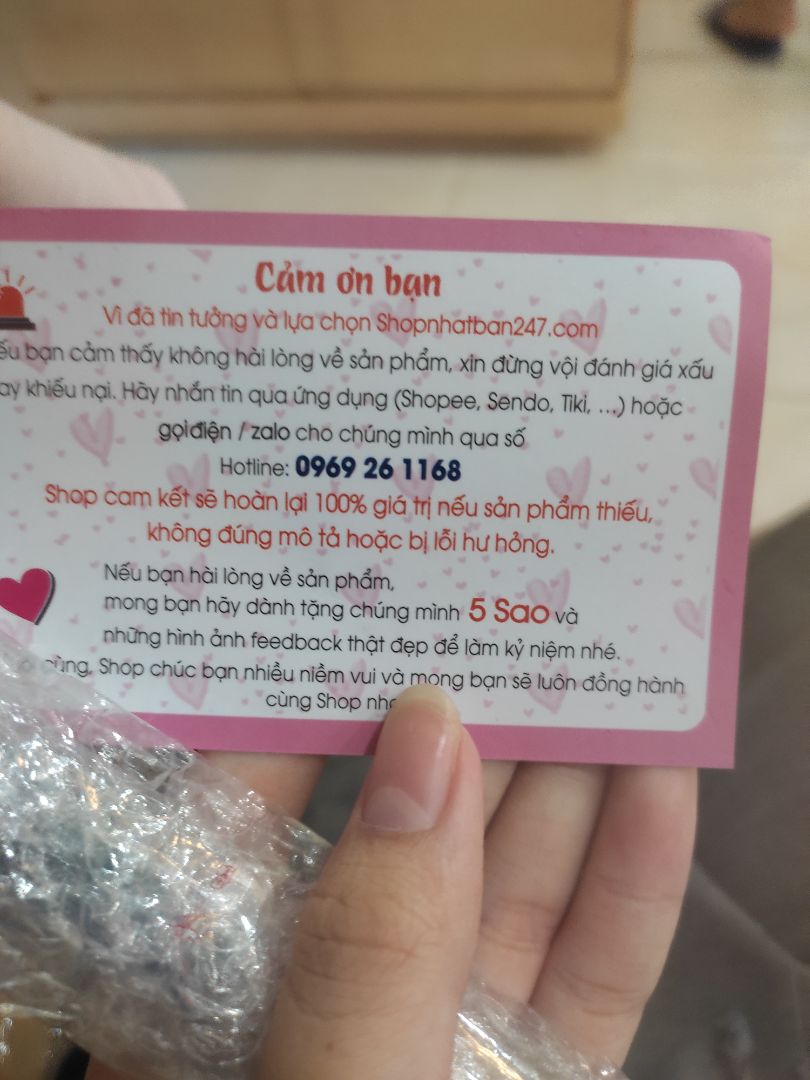 Cảm ơn bạn
Vì đã tin tưởng và lựa chọn Shopnhatban247.com
bạn cảm thấy không hài lòng về sản phẩm, xin đừng vội đánh giá xấu
khiếu nại. Hãy nhắn tin qua ứng dụng (Shopee, Sendo, Tiki, ...) hoặc
gọi điện / zalo cho chúng mình qua số
Hotline: 0969 26 1168
Shop cam kết sẽ hoàn lại 100% giá trị nếu sản phẩm thiếu,
không đúng mô tả hoặc bị lỗi hư hỏng.
Nếu bạn hài lòng về sản phẩm,
mong bạn hãy dành tặng chúng mình 5 Sao và
những hình ảnh feedback thật đẹp để làm kỷ niệm nhé.
cùng, Shop chúc bạn nhiều niềm vui và mong bạn sẽ luôn đồng hành
cùng Shop